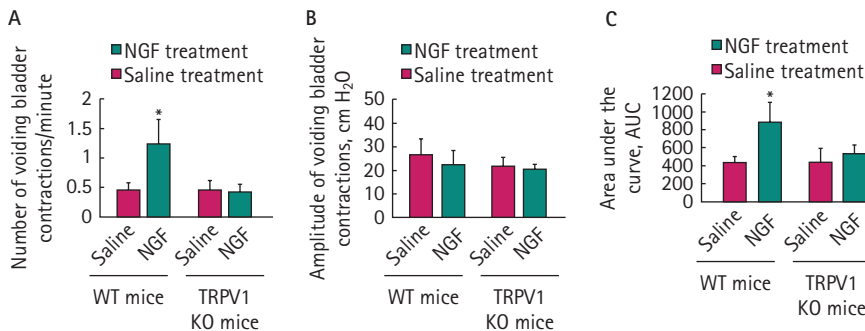 A
NGF treatment
Saline treatment
Number of voiding bladder
contractions/minute
2
1.5
1
0.5
0
*
Saline
NGF
Saline
NGF
WT mice
TRPV1
KO mice
B
NGF treatment
Saline treatment
Amplitude of voiding bladder
contractions, cm H₂O
50
40
30
20
10
0
Saline
NGF
Saline
NGF
WT mice
TRPV1
KO mice
C
NGF treatment
Saline treatment
Area under the
curve, AUC
1200
1000
800
600
400
200
0
*
Saline
NGF
Saline
NGF
WT mice
TRPV1
KO mice